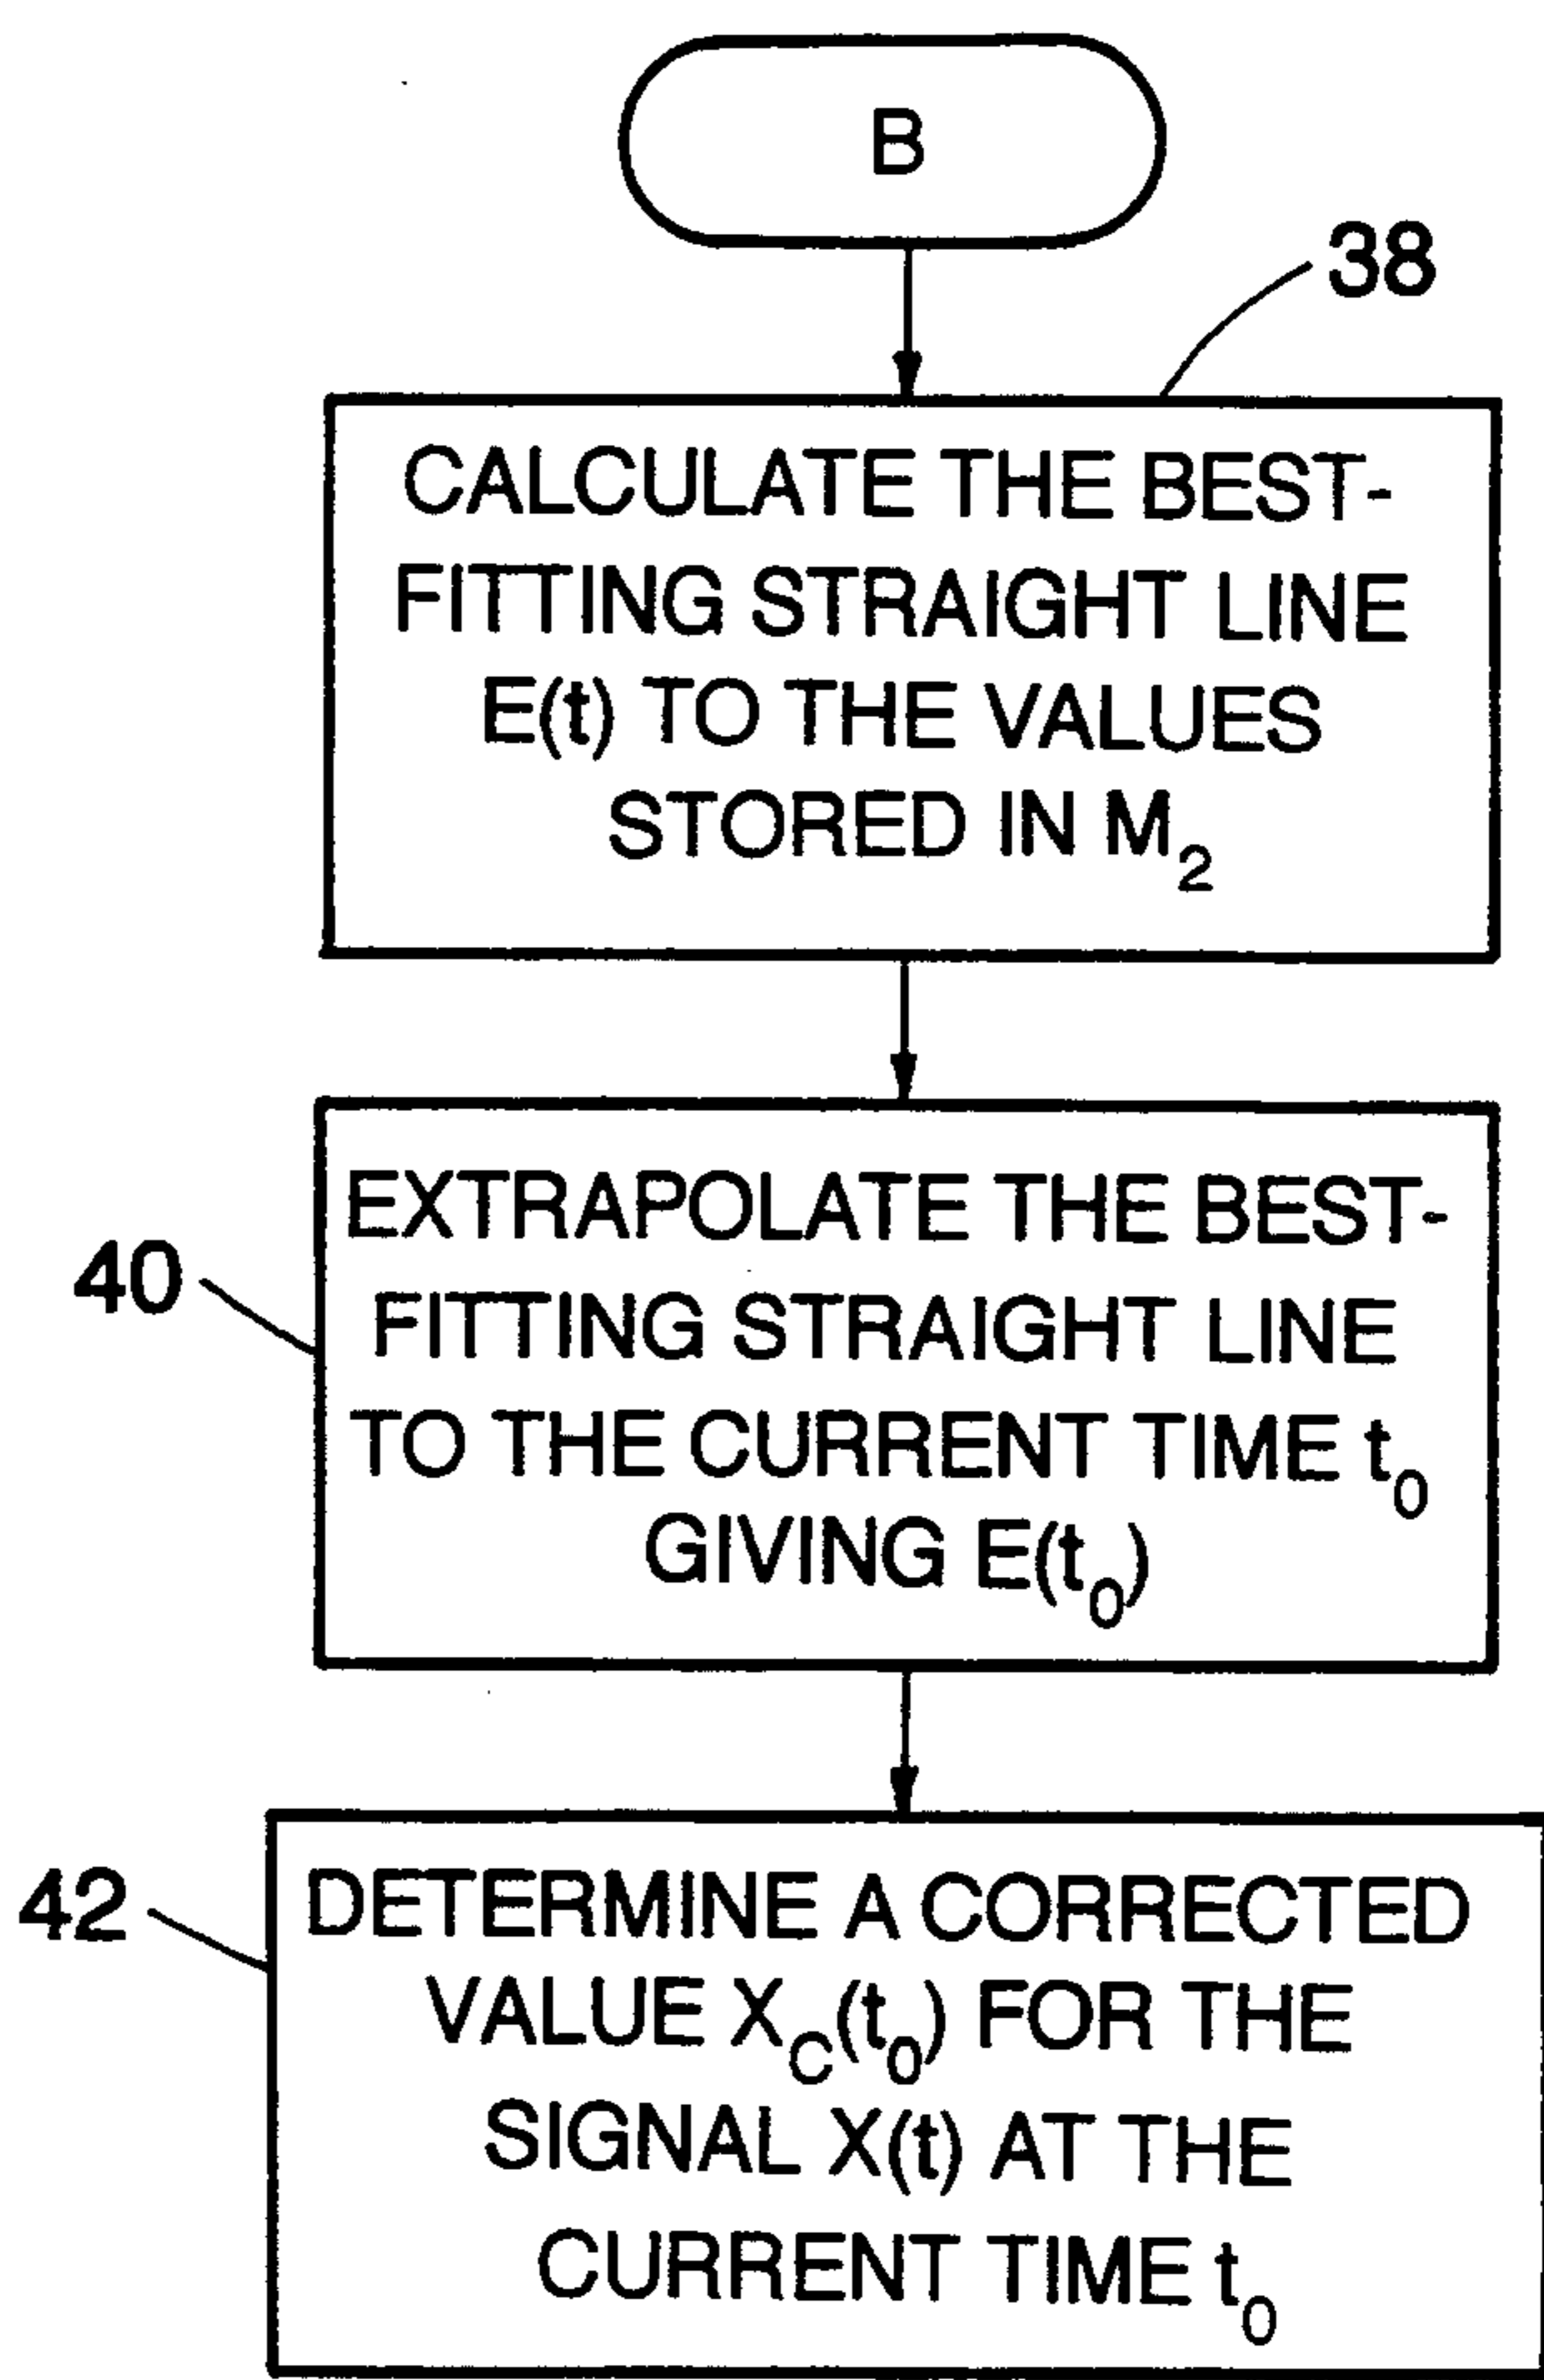 B
38
CALCULATE THE BEST-
FITTING STRAIGHT LINE
E(t) TO THE VALUES
STORED IN M₂
EXTRAPOLATE THE BEST-
40
FITTING STRAIGHT LINE
TO THE CURRENT TIME t₀
GIVING E(t₀)
42
DETERMINE A CORRECTED
VALUE X_C(t₀) FOR THE
SIGNAL X(t) AT THE
CURRENT TIME t₀